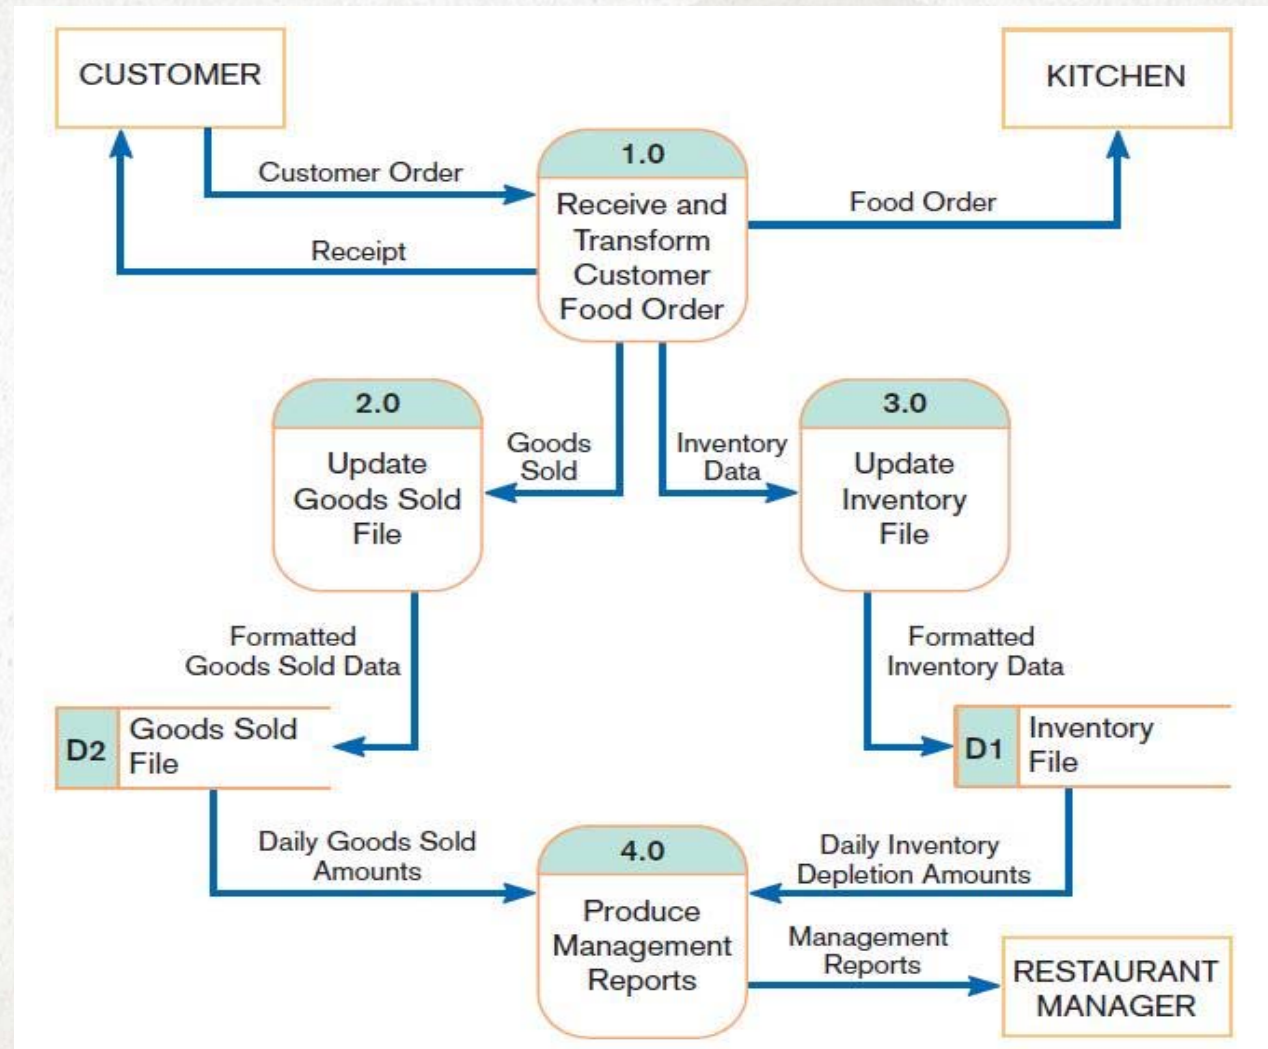 CUSTOMER
KITCHEN
1.0
Customer Order
Receive and
Transform
Customer
Food Order
Food Order
Receipt
2.0
3.0
Goods
Sold
Inventory
Data
Update
Goods Sold
File
Update
Inventory
File
Formatted
Goods Sold Data
Formatted
Inventory Data
D2
Goods Sold
File
D1
Inventory
File
Daily Goods Sold
Amounts
4.0
Daily Inventory
Depletion Amounts
Produce
Management
Reports
Management
Reports
RESTAURANT
MANAGER